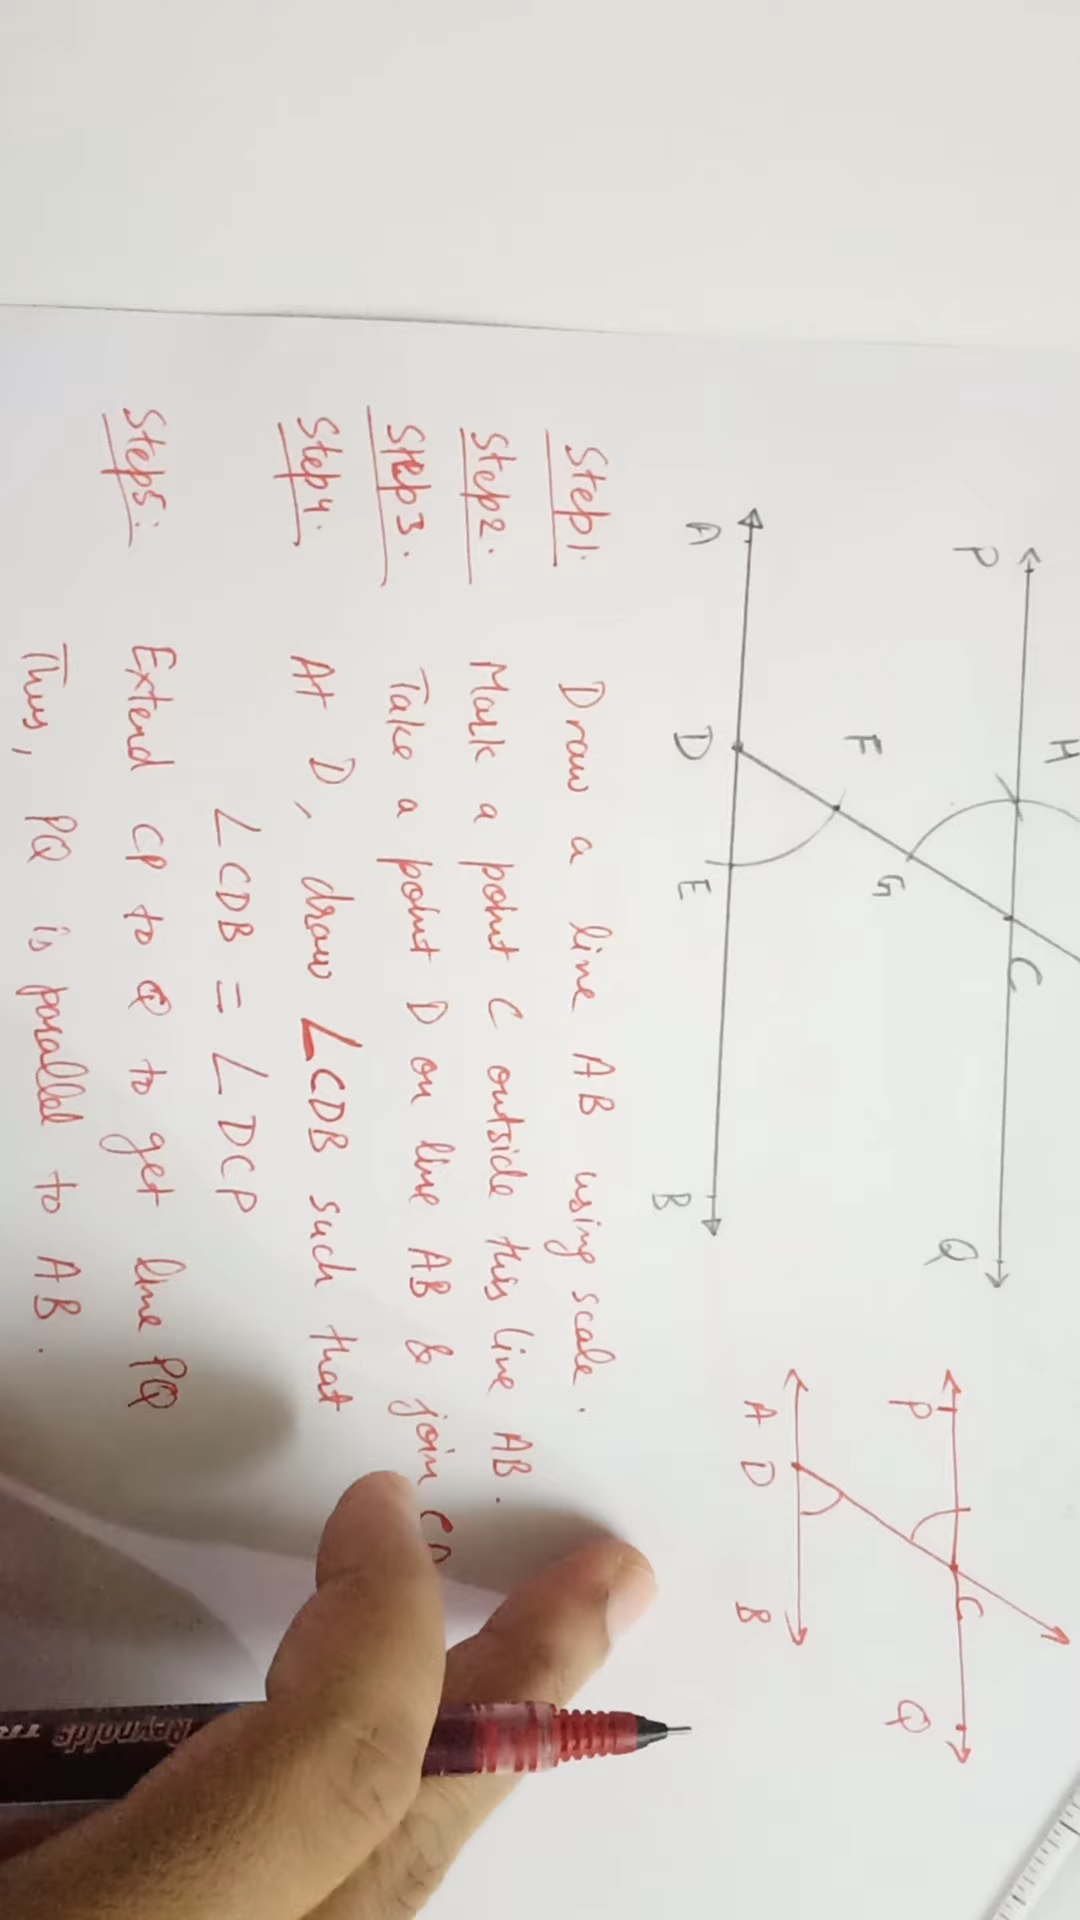 H
P
F
G
C
Q
A
D
E
B
P
C
Q
A D B
Step1. Draw a line AB using scale.
Step2. Mark a point C outside this line AB.
Step3. Take a point D on line AB & join
Step4. At D, draw ∠CDB such that
∠CDB = ∠DCP
Step5: Extend CP to Q to get line PQ
Thus, PQ is parallel to AB.
Reynolds